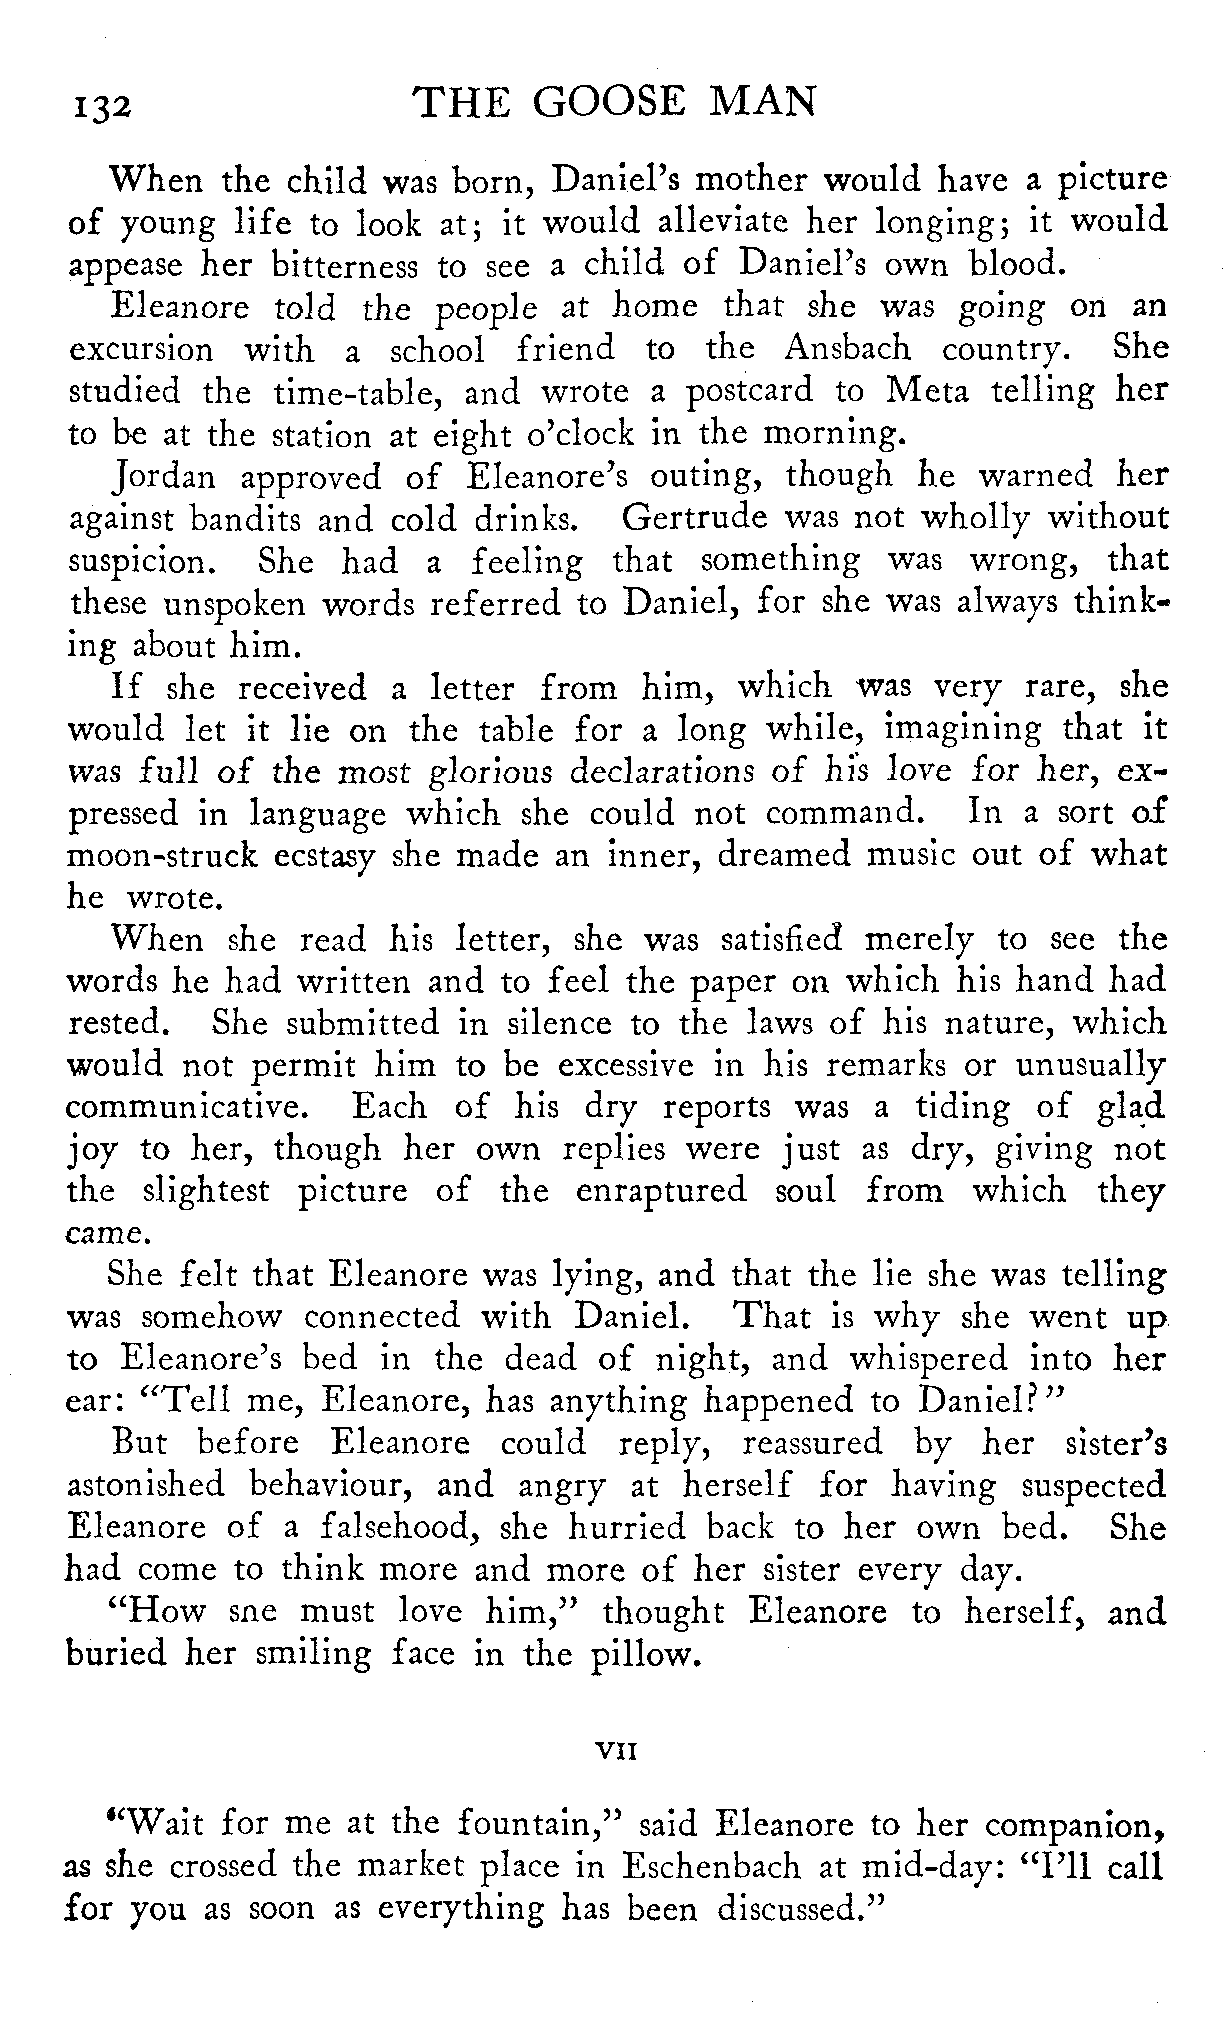 132 THE GOOSE MAN
When the child was born, Daniel's mother would have a picture
of young life to look at; it would alleviate her longing; it would
appease her bitterness to see a child of Daniel's own blood.
Eleanore told the people at home that she was going on an
excursion with a school friend to the Ansbach country. She
studied the time-table, and wrote a postcard to Meta telling her
to be at the station at eight o'clock in the morning.
Jordan approved of Eleanore's outing, though he warned her
against bandits and cold drinks. Gertrude was not wholly without
suspicion. She had a feeling that something was wrong, that
these unspoken words referred to Daniel, for she was always think-
ing about him.
If she received a letter from him, which was very rare, she
would let it lie on the table for a long while, imagining that it
was full of the most glorious declarations of his love for her, ex-
pressed in language which she could not command. In a sort of
moon-struck ecstasy she made an inner, dreamed music out of what
he wrote.
When she read his letter, she was satisfied merely to see the
words he had written and to feel the paper on which his hand had
rested. She submitted in silence to the laws of his nature, which
would not permit him to be excessive in his remarks or unusually
communicative. Each of his dry reports was a tiding of glad
joy to her, though her own replies were just as dry, giving not
the slightest picture of the enraptured soul from which they
came.
She felt that Eleanore was lying, and that the lie she was telling
was somehow connected with Daniel. That is why she went up
to Eleanore's bed in the dead of night, and whispered into her
ear: "Tell me, Eleanore, has anything happened to Daniel?"
But before Eleanore could reply, reassured by her sister's
astonished behaviour, and angry at herself for having suspected
Eleanore of a falsehood, she hurried back to her own bed. She
had come to think more and more of her sister every day.
"How sne must love him," thought Eleanore to herself, and
buried her smiling face in the pillow.
VII
"Wait for me at the fountain," said Eleanore to her companion,
as she crossed the market place in Eschenbach at mid-day: "I'll call
for you as soon as everything has been discussed."